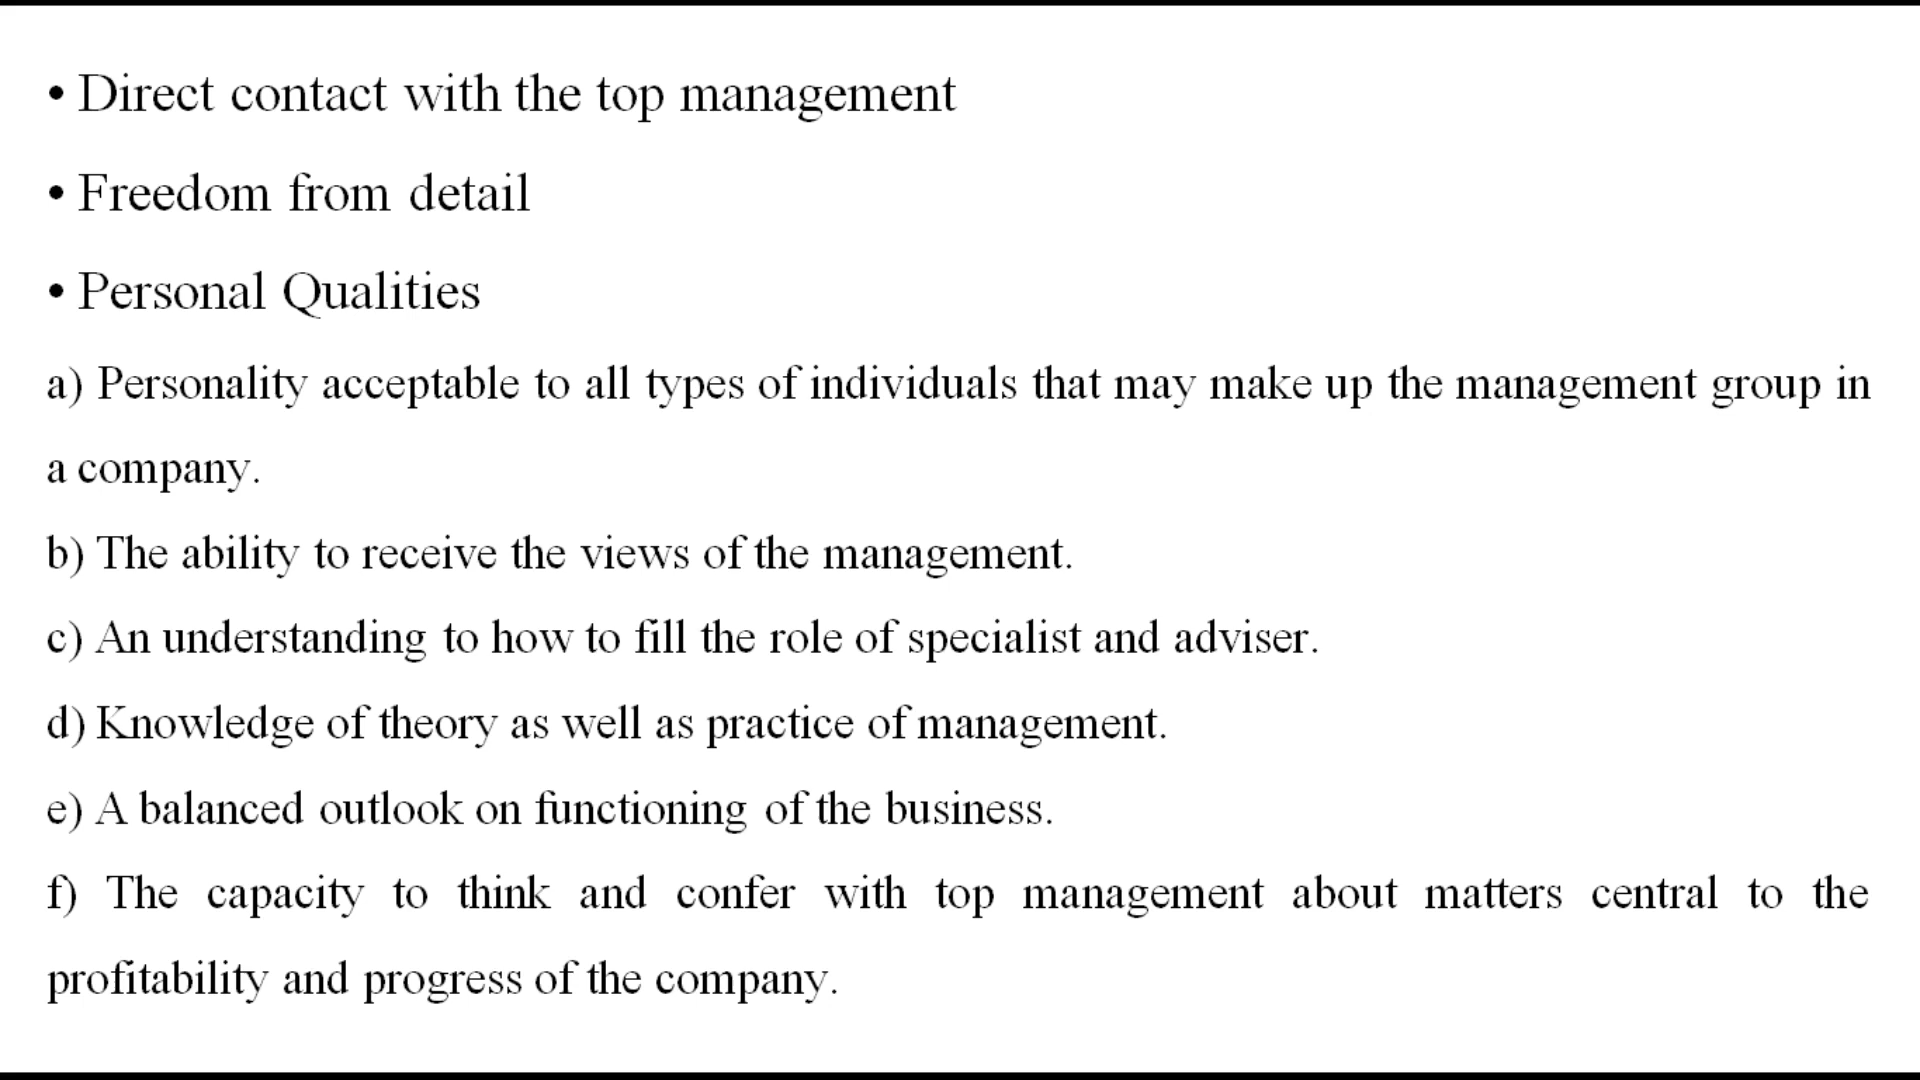 • Direct contact with the top management
• Freedom from detail
• Personal Qualities
a) Personality acceptable to all types of individuals that may make up the management group in
a company.
b) The ability to receive the views of the management.
c) An understanding to how to fill the role of specialist and adviser.
d) Knowledge of theory as well as practice of management.
e) A balanced outlook on functioning of the business.
f) The capacity to think and confer with top management about matters central to the
profitability and progress of the company.